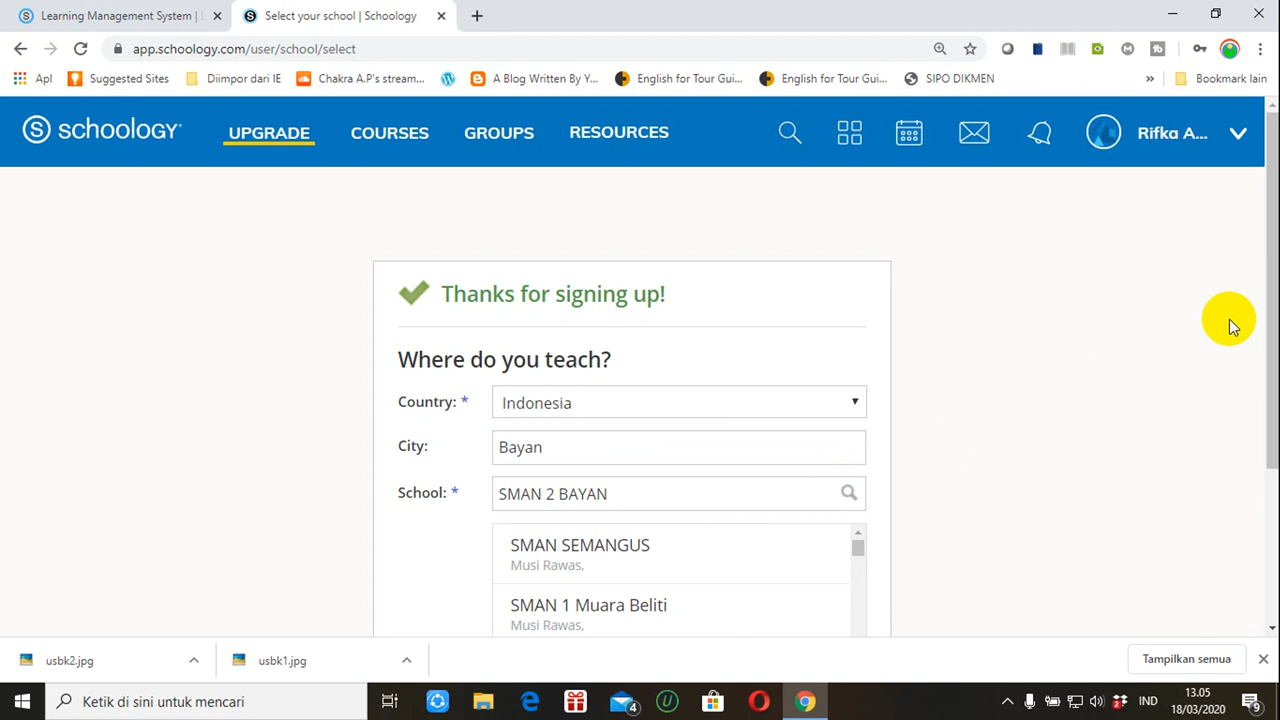 Learning Management System | L
Select your school | Schoology
app.schoology.com/user/school/select
Apl
Suggested Sites
Diimpor dari IE
Chakra A.P's stream...
A Blog Written By Y...
English for Tour Gui...
English for Tour Gui...
SIPO DIKMEN
»
Bookmark lain
S schoology
UPGRADE
COURSES
GROUPS
RESOURCES
Rifka A...
Thanks for signing up!
Where do you teach?
Country: *
Indonesia
City:
Bayan
School: *
SMAN 2 BAYAN
SMAN SEMANGUS
Musi Rawas,
SMAN 1 Muara Beliti
Musi Rawas,
usbk2.jpg
usbk1.jpg
Tampilkan semua
Ketik di sini untuk mencari
4
IND
13.05
18/03/2020
9